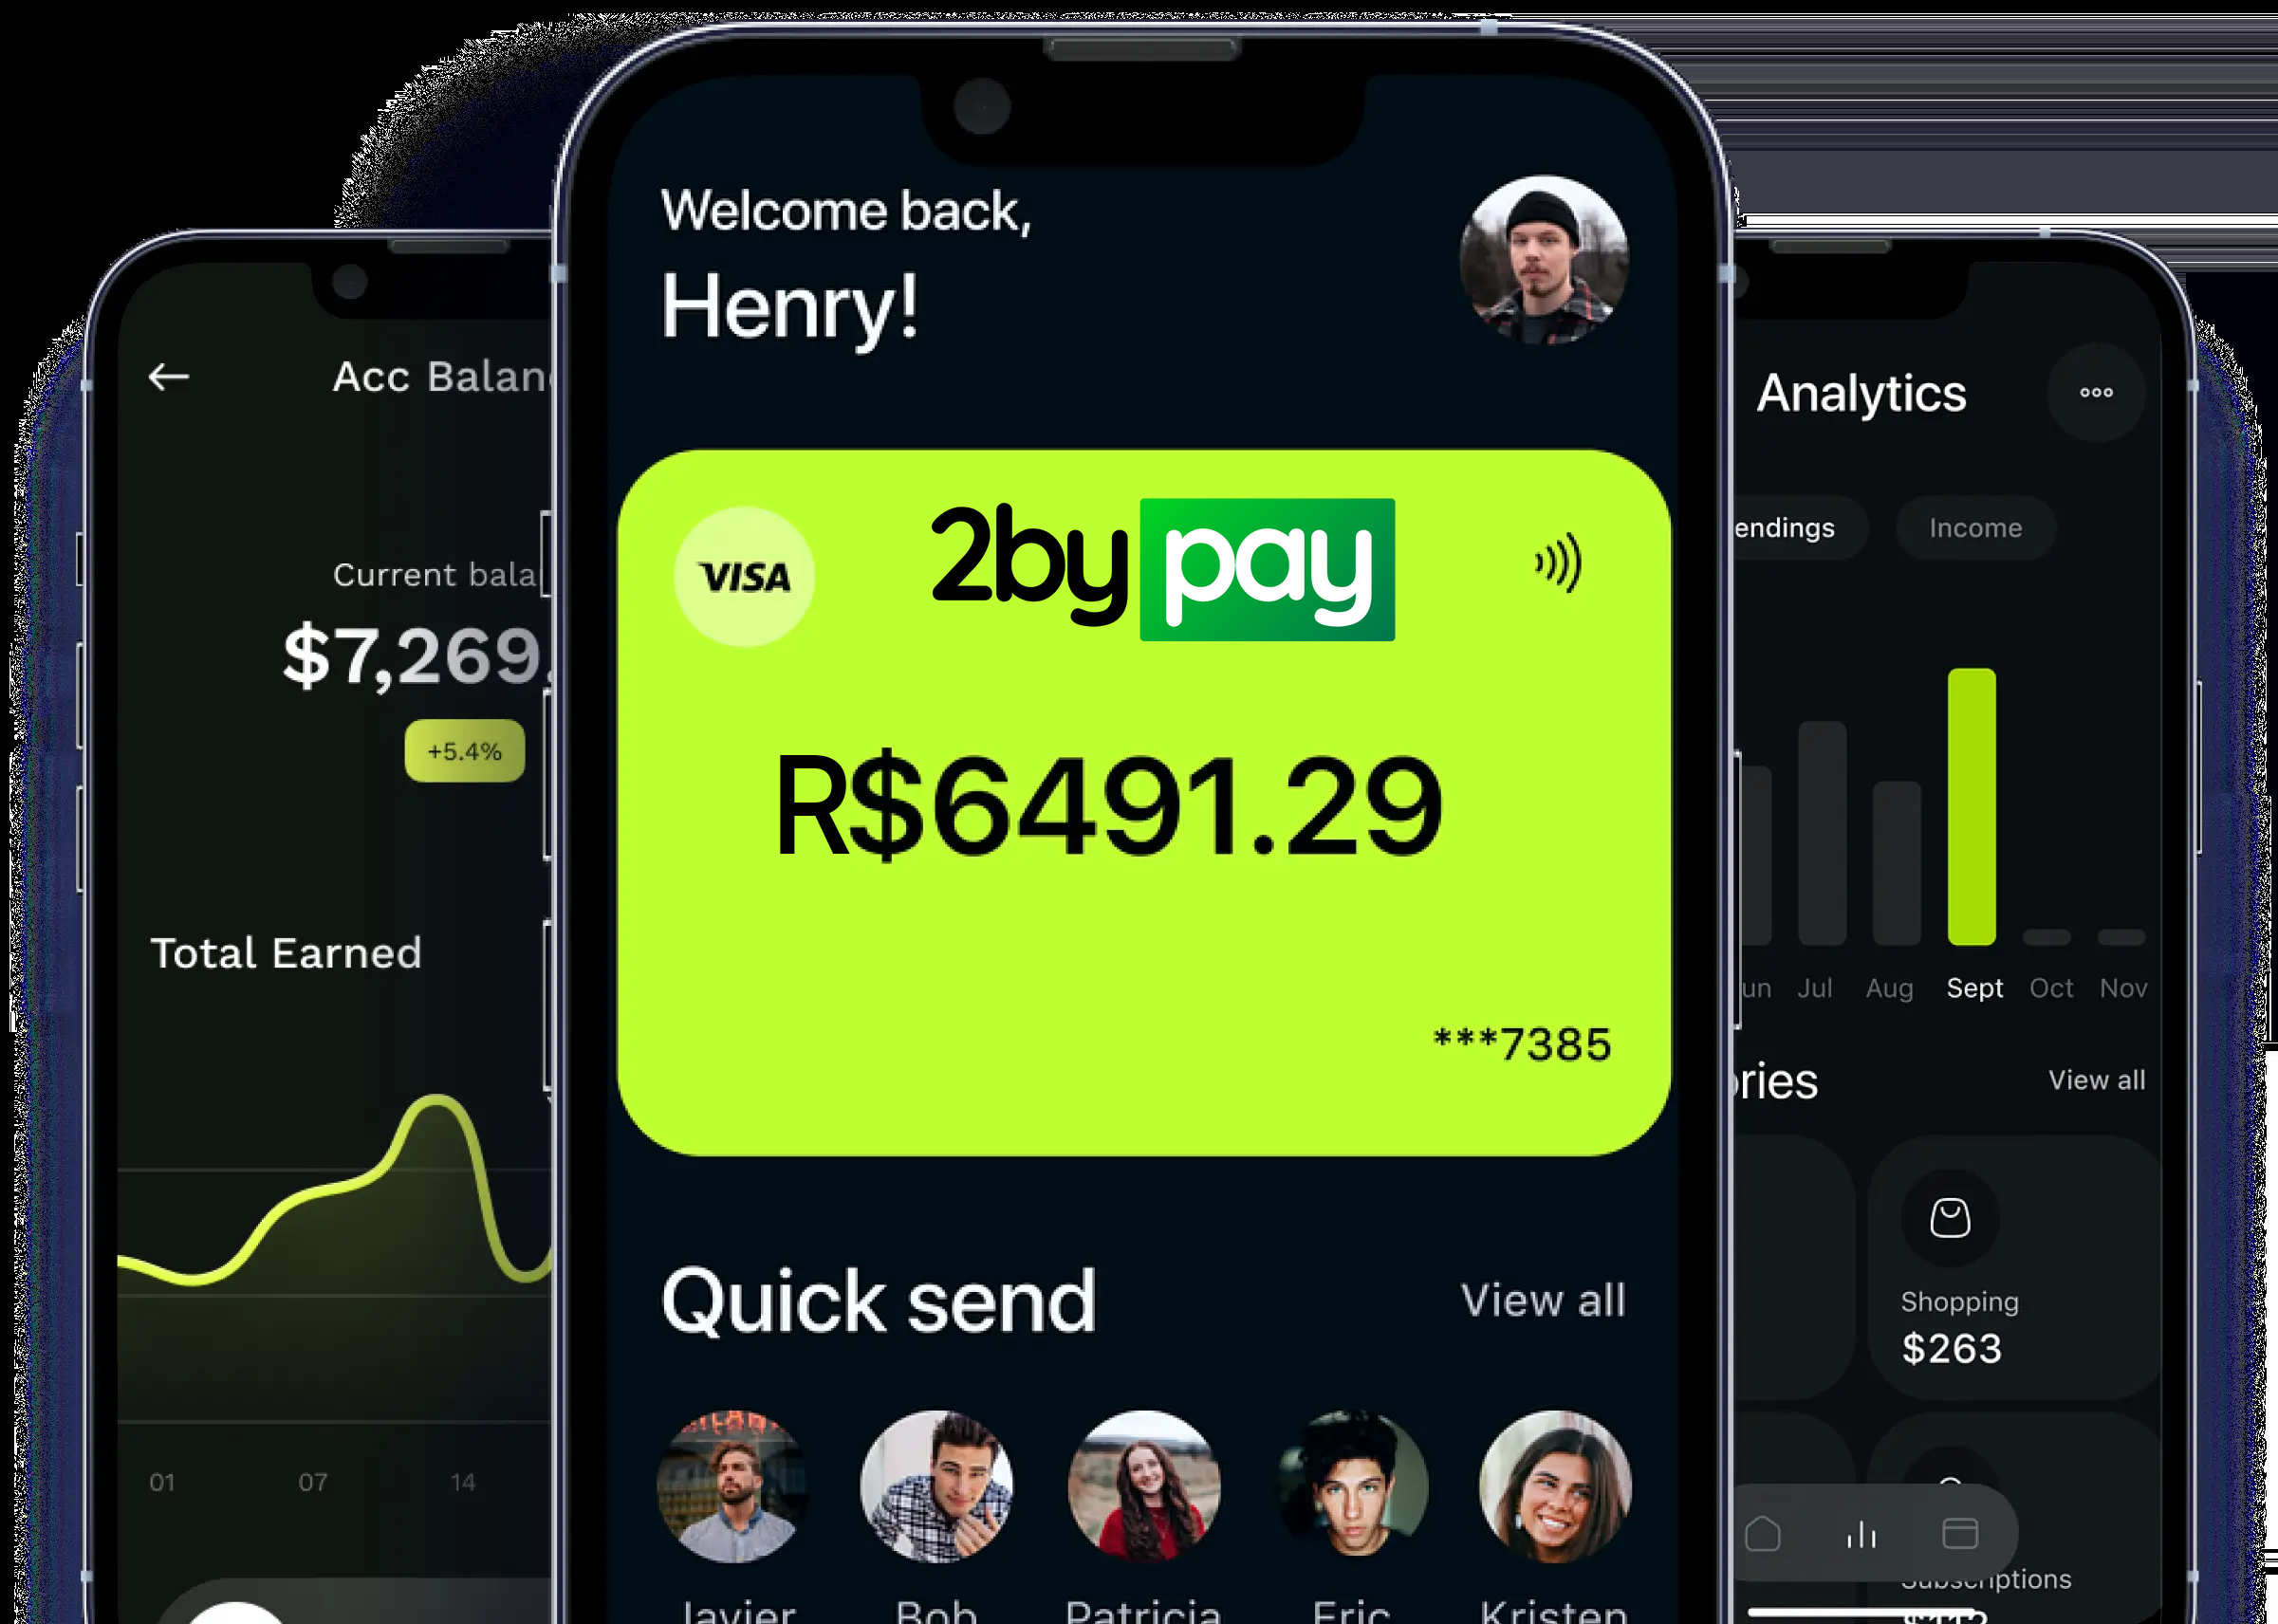 Welcome back,
Henry!
VISA
2bypay
R$6491.29
***7385
Quick send
View all
Javier
Bob
Patricia
Eric
Kristen
Acc Balan
Current bala
$7,269.
+5.4%
Total Earned
01
07
14
Analytics
endings
Income
un
Jul
Aug
Sept
Oct
Nov
ries
View all
Shopping
$263
Subscriptions